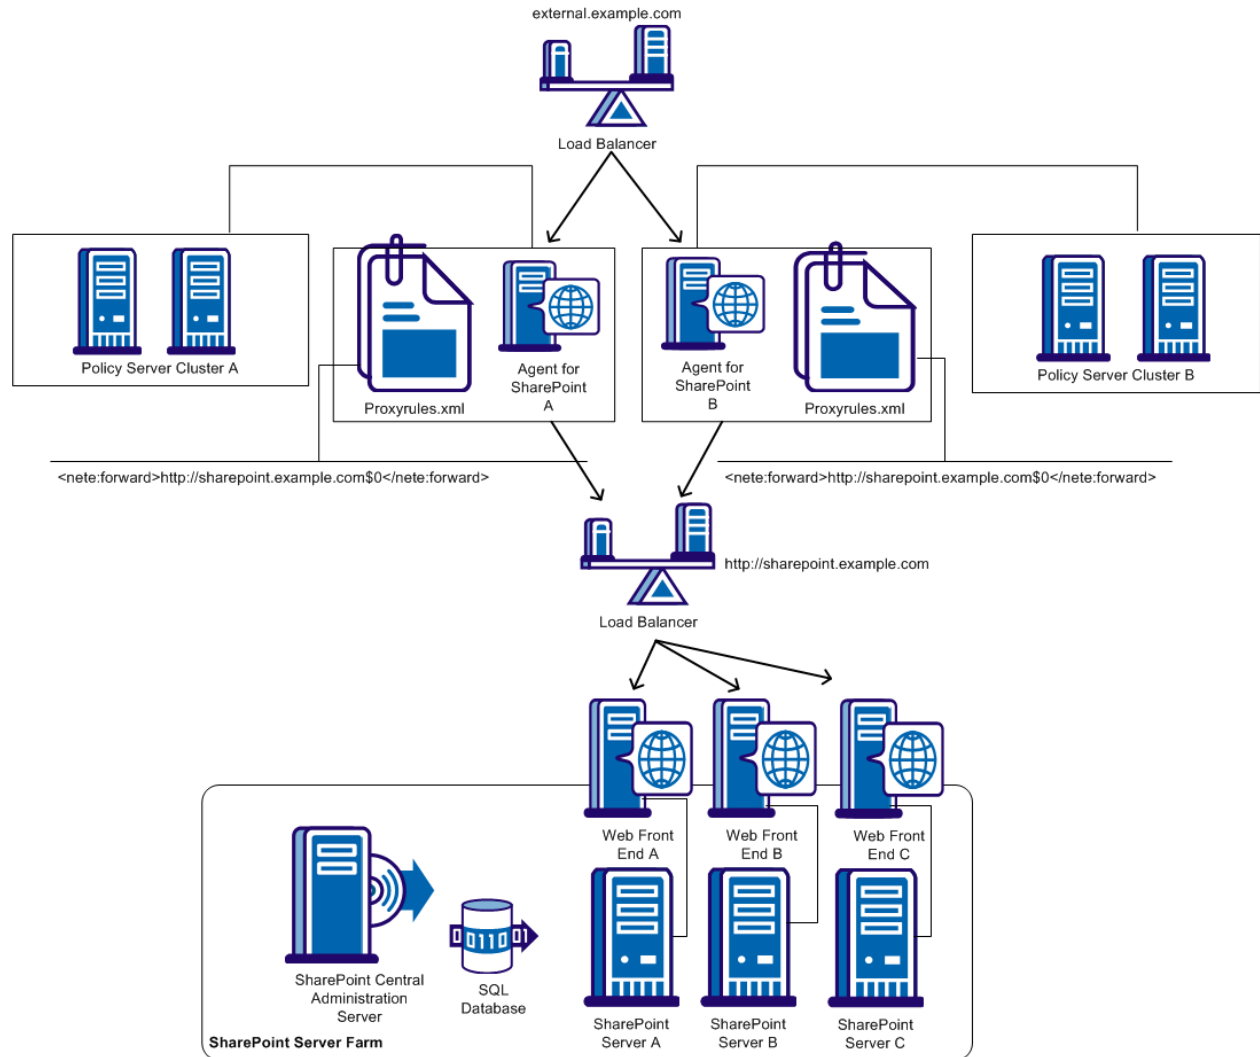 external.example.com
Load Balancer
Policy Server Cluster A
Proxyrules.xml
Agent for
SharePoint
A
Agent for
SharePoint
B
Proxyrules.xml
Policy Server Cluster B
<nete:forward>http://sharepoint.example.com$0</nete:forward>
<nete:forward>http://sharepoint.example.com$0</nete:forward>
http://sharepoint.example.com
Load Balancer
Web Front
End A
Web Front
End B
Web Front
End C
0 0110 01
SharePoint Central
Administration
Server
SQL
Database
SharePoint
Server A
SharePoint
Server B
SharePoint
Server C
SharePoint Server Farm